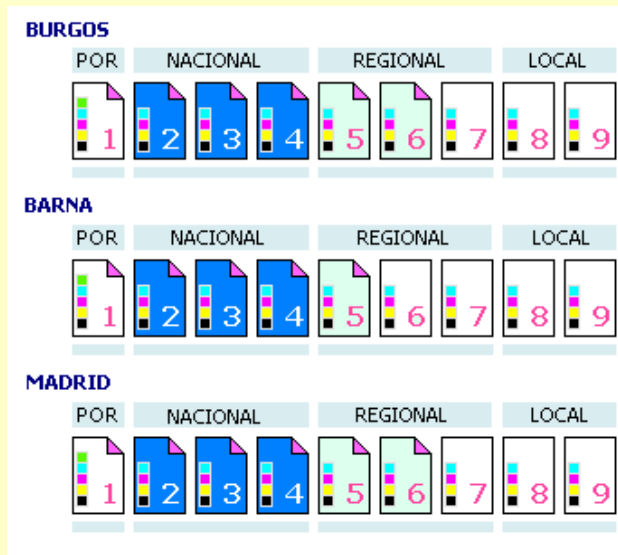 BURGOS
POR NACIONAL REGIONAL LOCAL
1 2 3 4 5 6 7 8 9
BARNA
POR NACIONAL REGIONAL LOCAL
1 2 3 4 5 6 7 8 9
MADRID
POR NACIONAL REGIONAL LOCAL
1 2 3 4 5 6 7 8 9